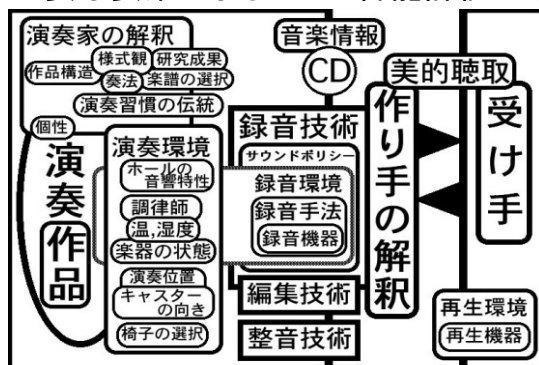 演奏家の解釈
様式観
研究成果
作品構造
奏法
楽譜の選択
演奏習慣の伝統
個性
演奏
作品
演奏環境
ホールの
音響特性
調律師
温,湿度
楽器の状態
演奏位置
キャスター
の向き
椅子の選択
音楽情報
CD
録音技術
サウンドポリシー
録音環境
録音手法
録音機器
編集技術
整音技術
作り手の解釈
美的聴取
受け手
再生環境
再生機器